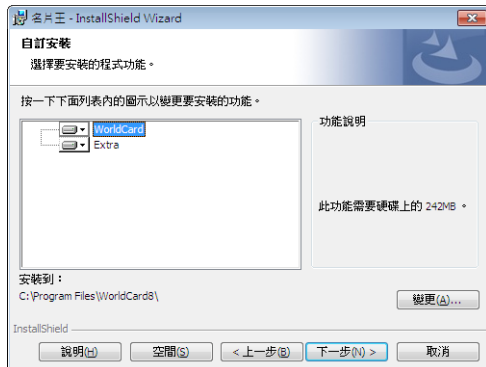 名片王 - InstallShield Wizard
自訂安裝
選擇要安裝的程式功能。
按一下下面列表內的圖示以變更要安裝的功能。
WorldCard
Extra
功能說明
此功能需要硬碟上的 242MB。
安裝到：
C:\Program Files\WorldCard8\
變更(A)...
InstallShield
說明(H)
空間(S)
< 上一步(B)
下一步(N) >
取消